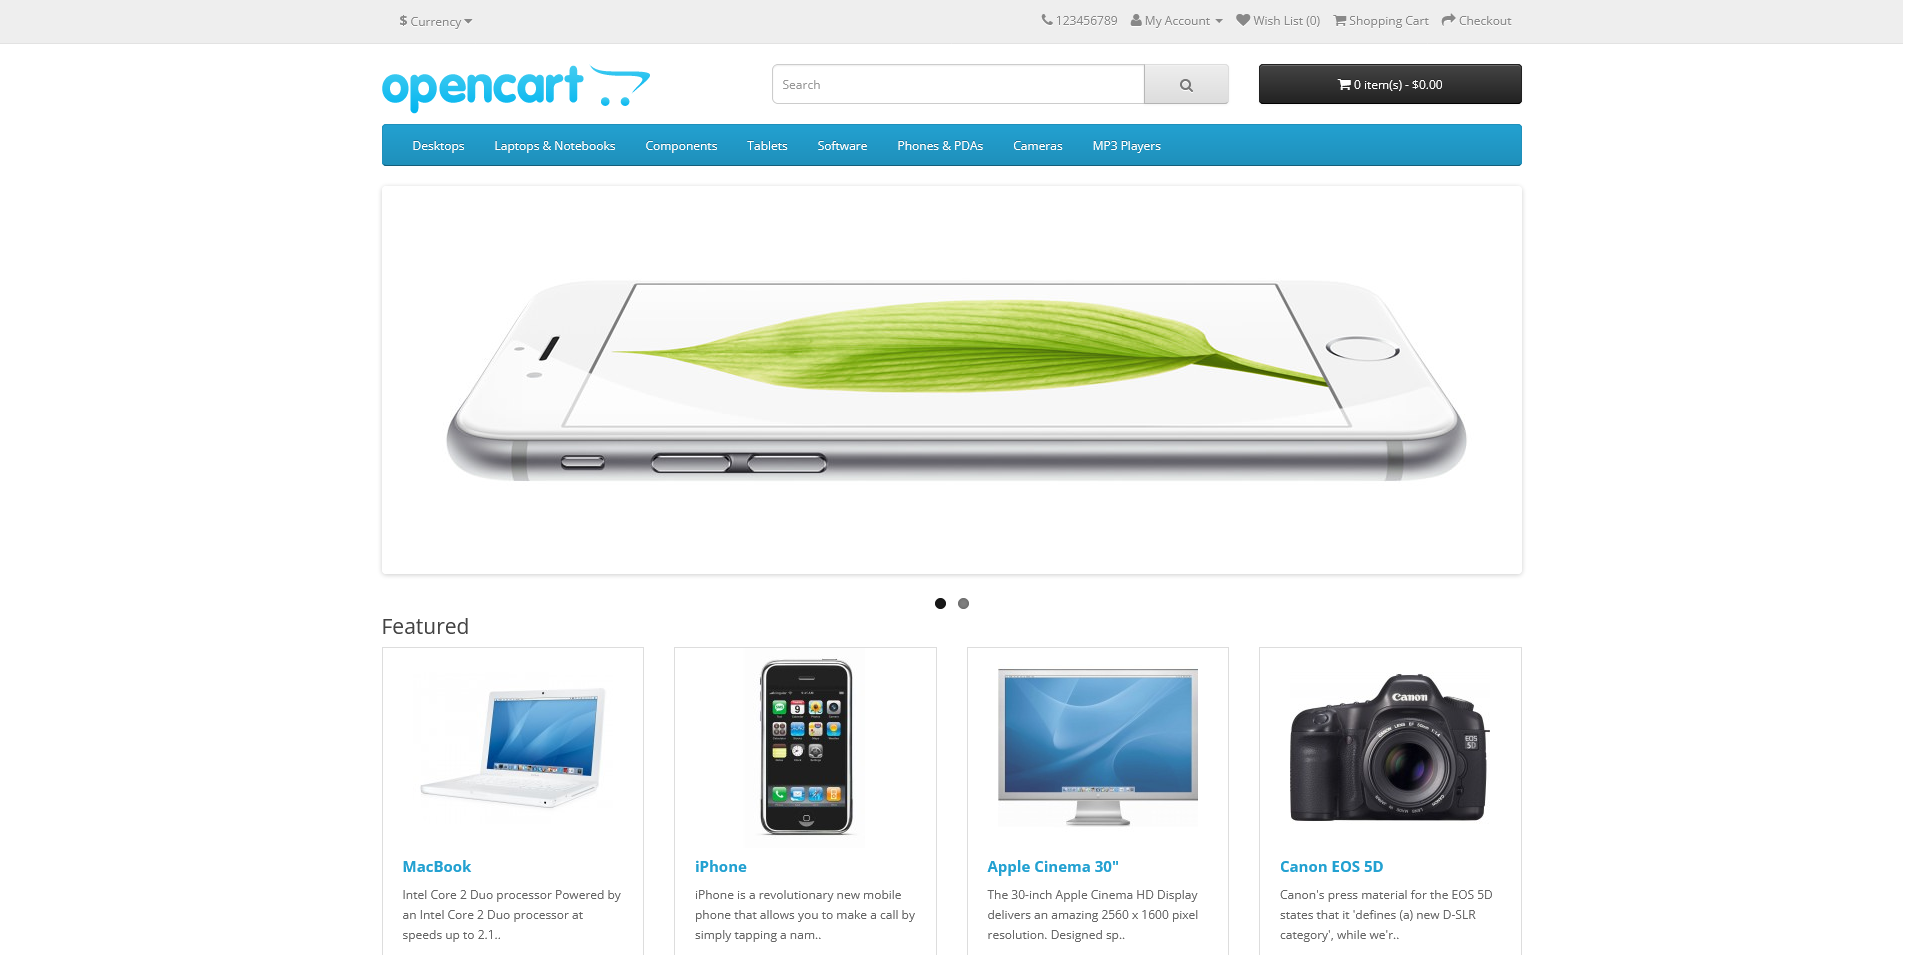 $ Currency
123456789 My Account Wish List (0) Shopping Cart Checkout
opencart
Search
0 item(s) - $0.00
Desktops Laptops & Notebooks Components Tablets Software Phones & PDAs Cameras MP3 Players
Featured
Canon
EOS
5D
MacBook
Intel Core 2 Duo processor Powered by
an Intel Core 2 Duo processor at
speeds up to 2.1..
iPhone
iPhone is a revolutionary new mobile
phone that allows you to make a call by
simply tapping a nam..
Apple Cinema 30"
The 30-inch Apple Cinema HD Display
delivers an amazing 2560 x 1600 pixel
resolution. Designed sp..
Canon EOS 5D
Canon's press material for the EOS 5D
states that it 'defines (a) new D-SLR
category', while we'r..